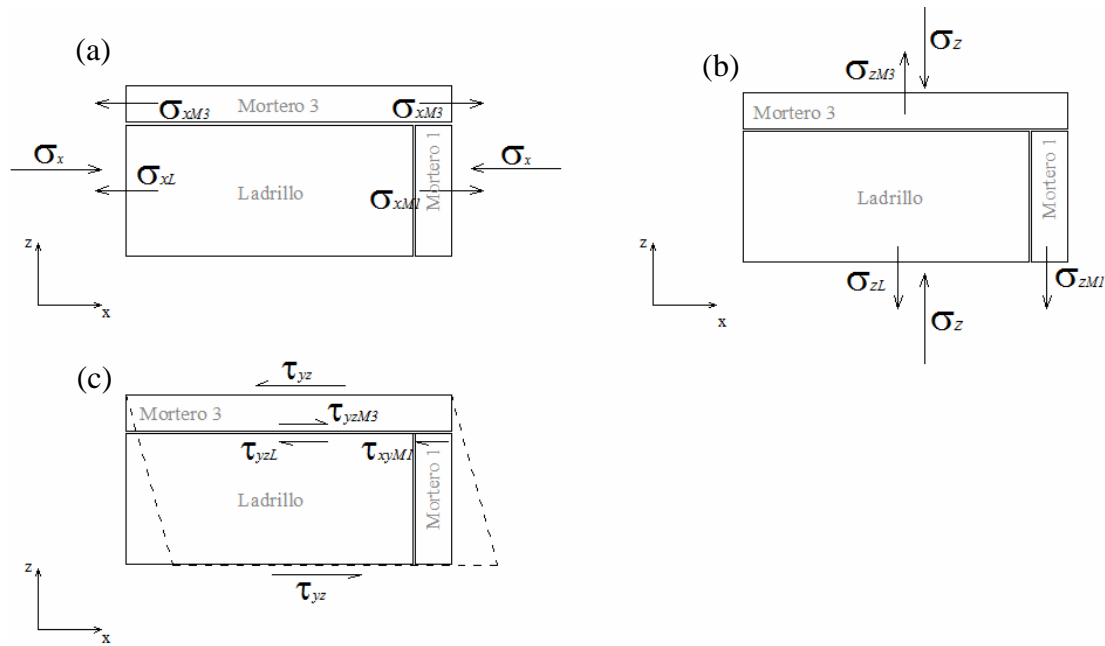 (a)
σxM3 Mortero 3 σxM3
σx σxL Ladrillo σxM1 Mortero 1 σx
z
x
(b)
σz
σzM3
Mortero 3
Ladrillo Mortero 1
σzL σzM1
σz
z
x
(c)
τyz
Mortero 3 τyzM3
τyzL τxyM1
Ladrillo Mortero 1
τyz
z
x